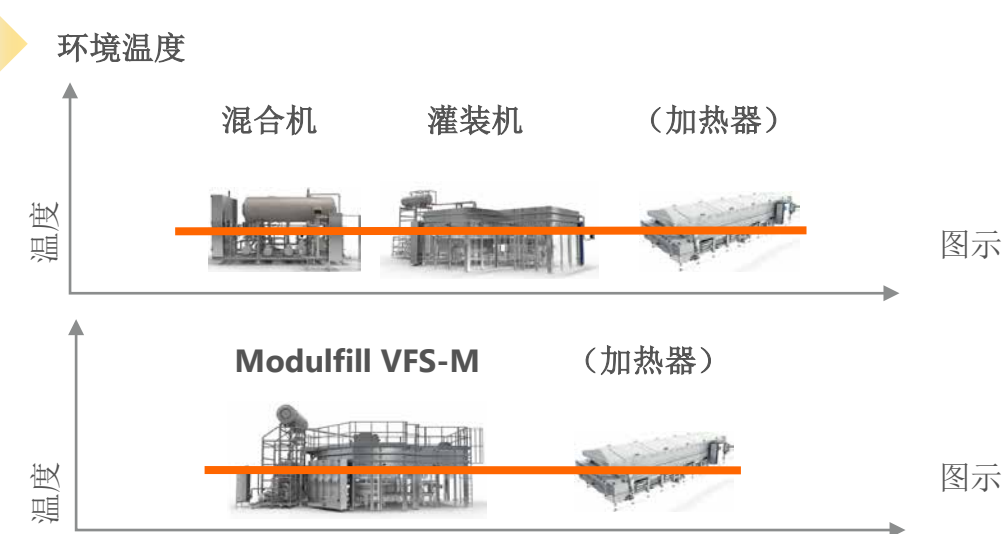 环境温度
混合机 灌装机 （加热器）
温度
图示
Modulfill VFS-M （加热器）
温度
图示